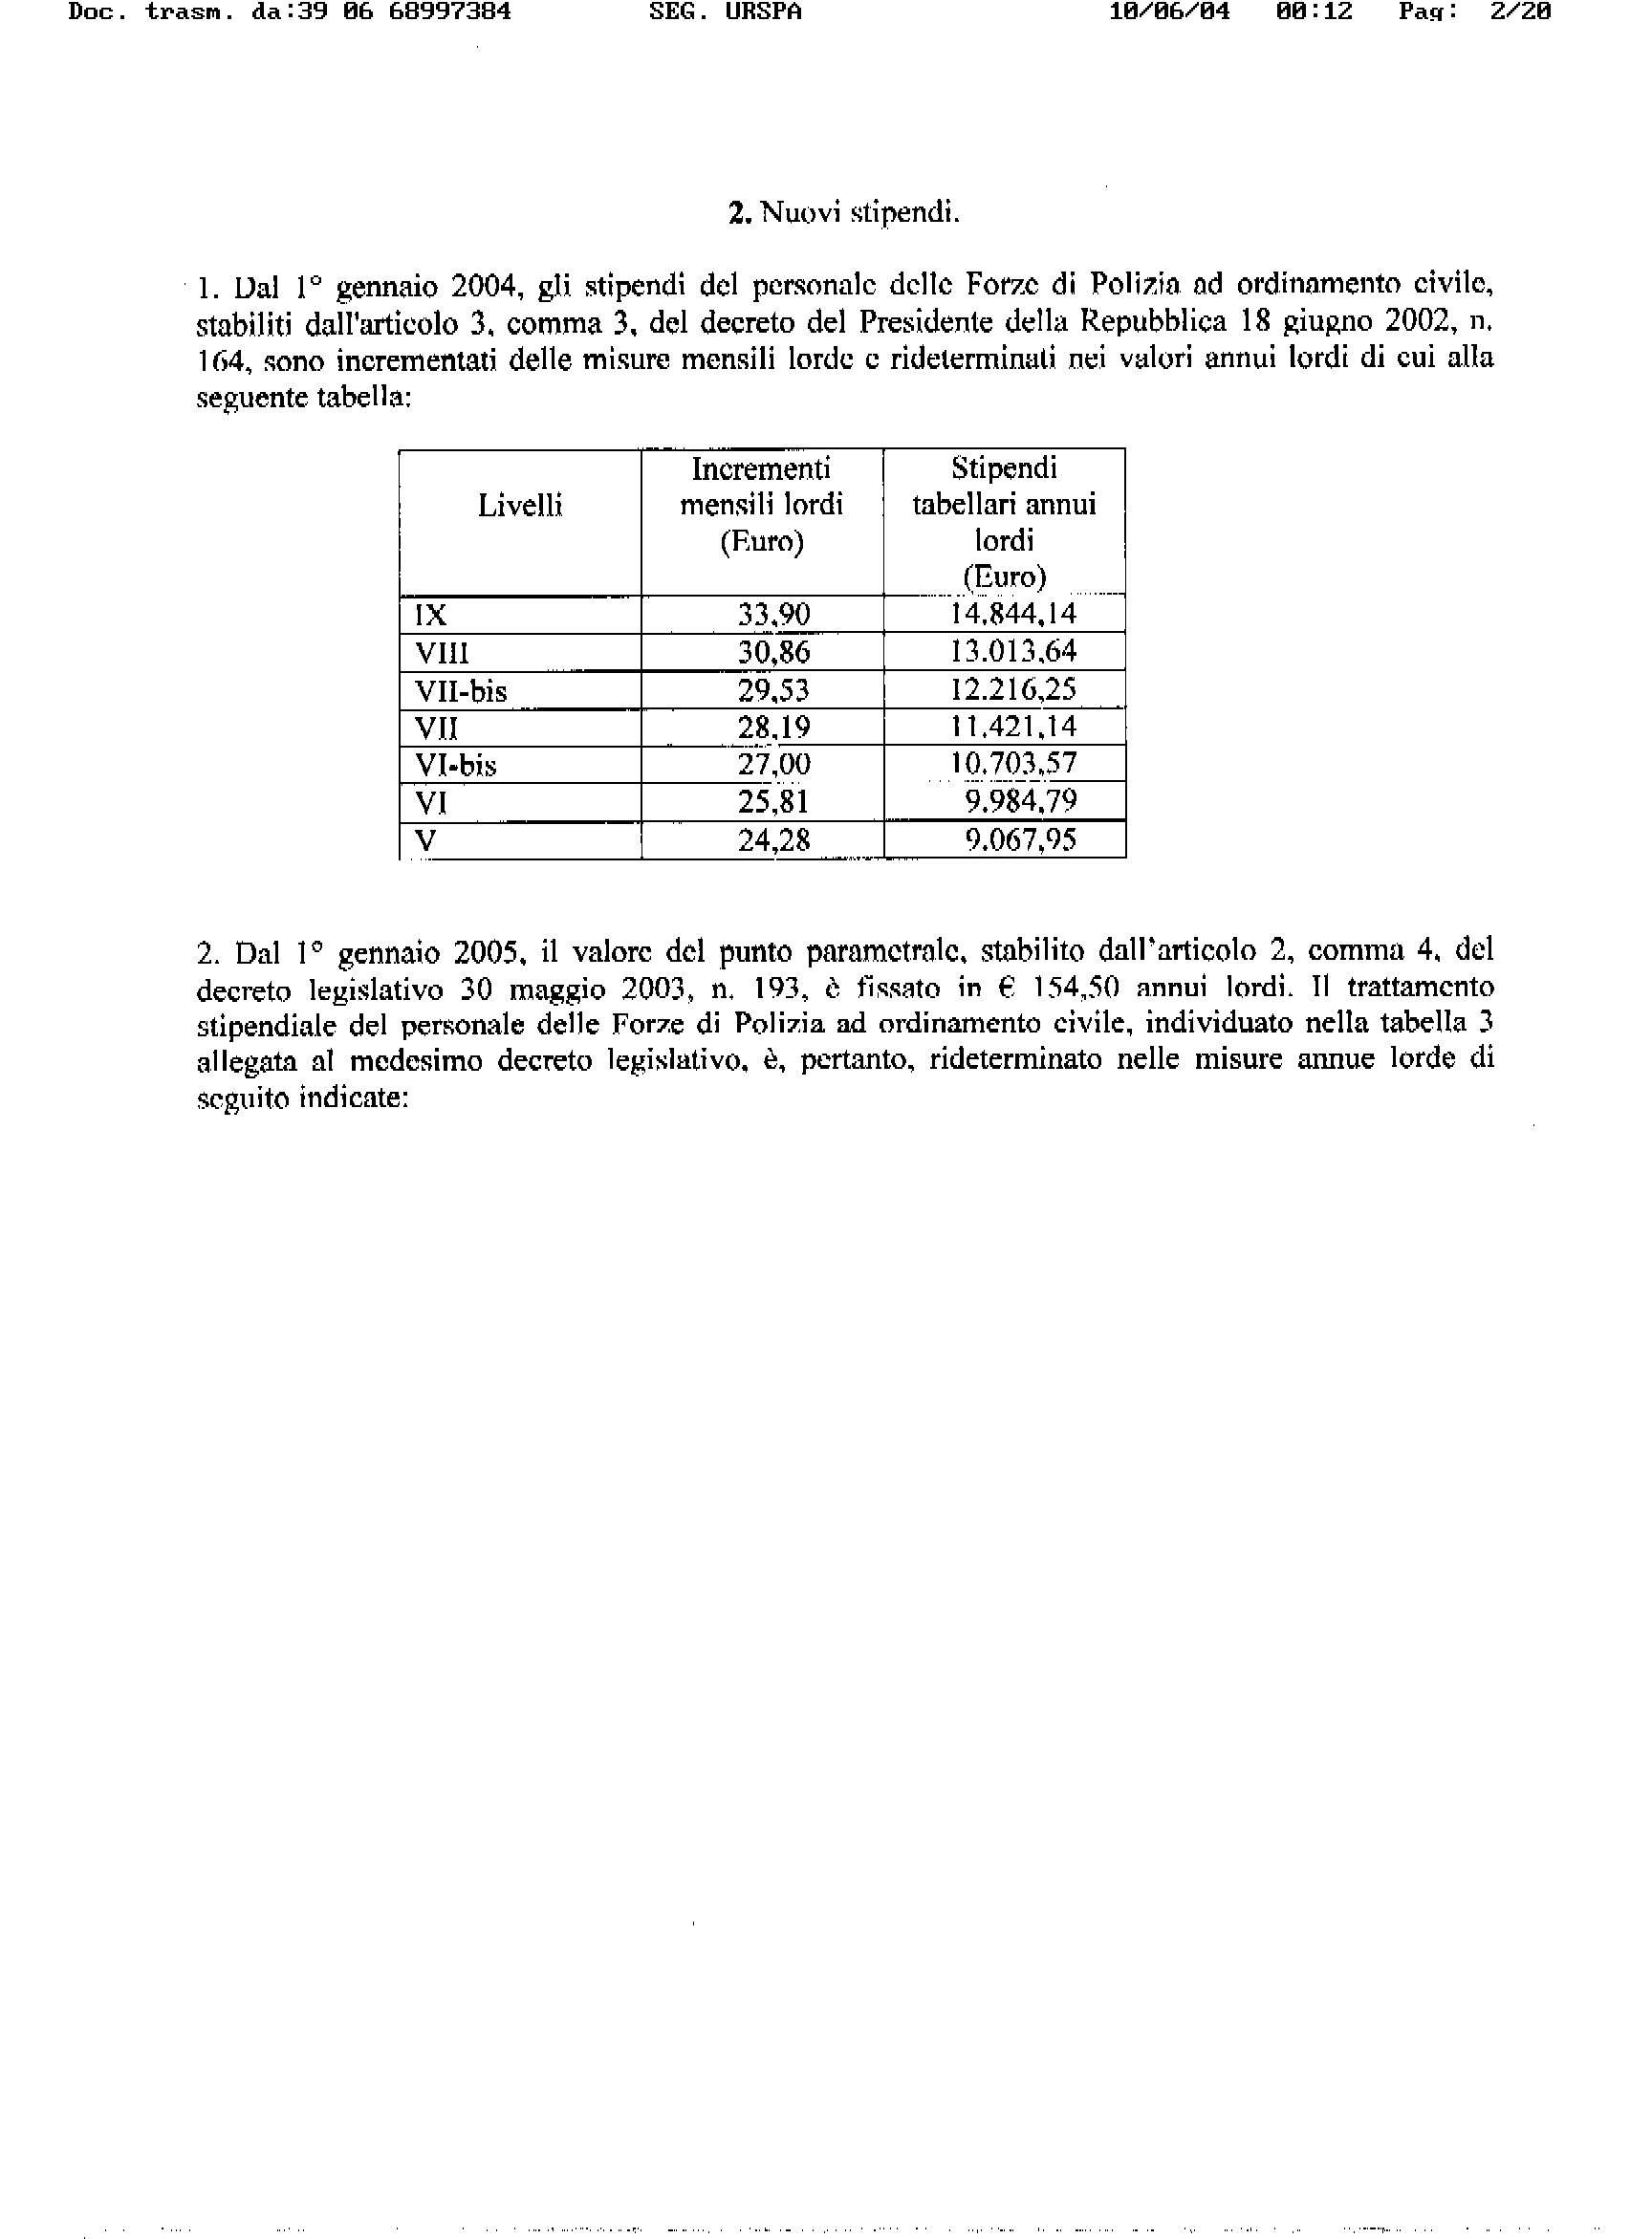 Doc. trasm. da:39 06 68997384 SEG. URSPA 10/06/04 00:12 Pag: 2/20
2. Nuovi stipendi.
1. Dal 1° gennaio 2004, gli stipendi del personale delle Forze di Polizia ad ordinamento civile,
stabiliti dall'articolo 3, comma 3, del decreto del Presidente della Repubblica 18 giugno 2002, n.
164, sono incrementati delle misure mensili lorde e rideterminati nei valori annui lordi di cui alla
seguente tabella:
Livelli
Incrementi
mensili lordi
(Euro)
Stipendi
tabellari annui
lordi
(Euro)
IX 33,90 14.844,14
VIII 30,86 13.013,64
VII-bis 29,53 12.216,25
VII 28,19 11.421,14
VI-bis 27,00 10.703,57
VI 25,81 9.984,79
V 24,28 9.067,95
2. Dal 1° gennaio 2005, il valore del punto parametrale, stabilito dall'articolo 2, comma 4, del
decreto legislativo 30 maggio 2003, n. 193, è fissato in € 154,50 annui lordi. Il trattamento
stipendiale del personale delle Forze di Polizia ad ordinamento civile, individuato nella tabella 3
allegata al medesimo decreto legislativo, è, pertanto, rideterminato nelle misure annue lorde di
seguito indicate: